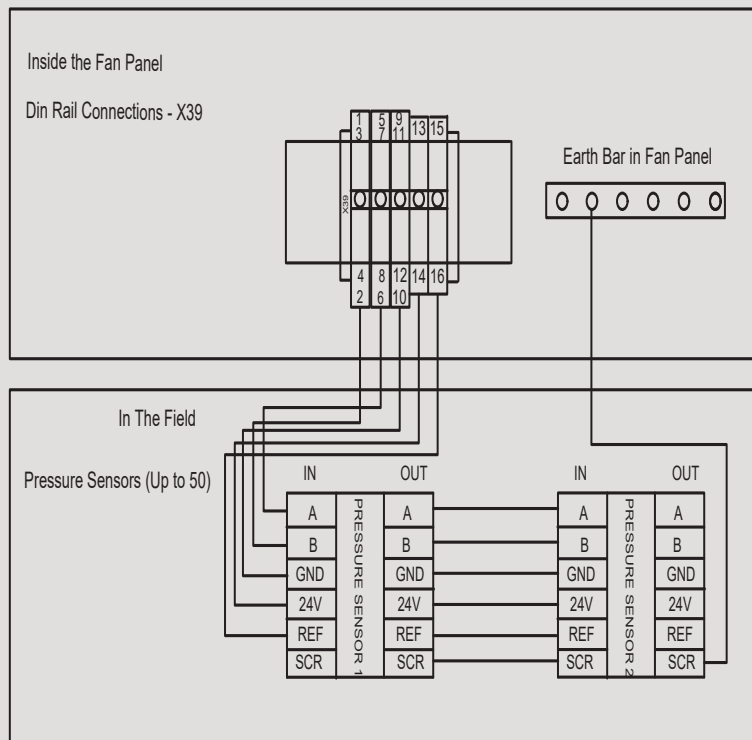 Inside the Fan Panel
Din Rail Connections - X39
1 5 9 13 15
3 7 11
X39
4 8 12 14 16
2 6 10
Earth Bar in Fan Panel
In The Field
Pressure Sensors (Up to 50)
IN OUT IN OUT
A A A A
B B B B
GND GND GND GND
24V 24V 24V 24V
REF REF REF REF
SCR SCR SCR SCR
PRESSURE SENSOR 1
PRESSURE SENSOR 2